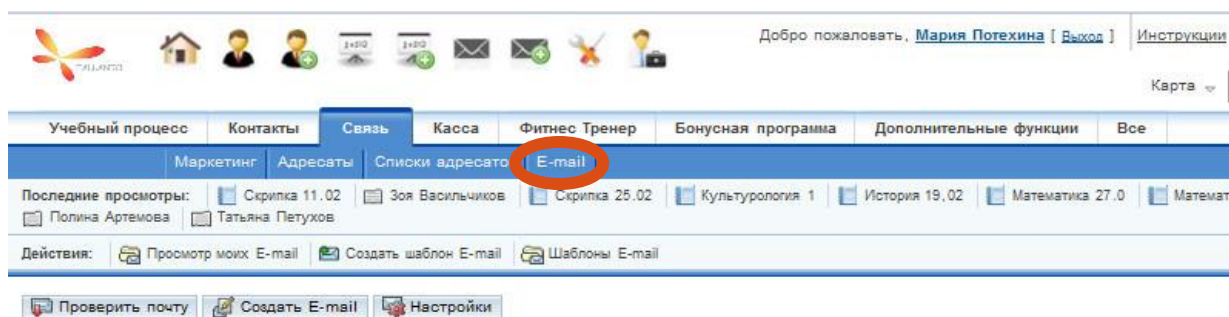 Добро пожаловать, Мария Потехина [ Выход ] Инструкции
TALLANTO
Карта
Учебный процесс Контакты Связь Касса Фитнес Тренер Бонусная программа Дополнительные функции Все
Маркетинг Адресаты Списки адресато E-mail
Последние просмотры: Скрипка 11.02 Зоя Васильчиков Скрипка 25.02 Культурология 1 История 19,02 Математика 27.0 Математ
Полина Артемова Татьяна Петухов
Действия: Просмотр моих E-mail Создать шаблон E-mail Шаблоны E-mail
Проверить почту Создать E-mail Настройки